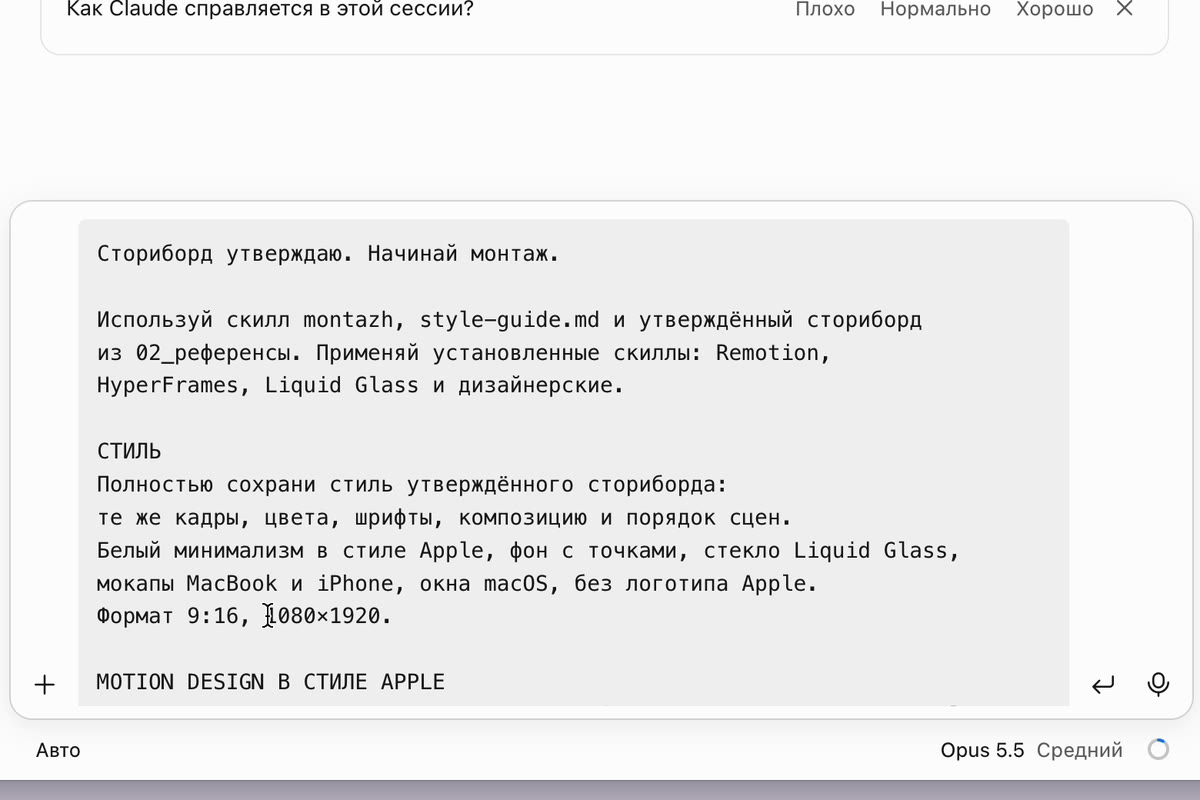 Как Claude справляется в этой сессии?
Плохо Нормально Хорошо
Сториборд утверждаю. Начинай монтаж.
Используй скилл montazh, style-guide.md и утверждённый сториборд
из 02_референсы. Применяй установленные скиллы: Remotion,
HyperFrames, Liquid Glass и дизайнерские.
СТИЛЬ
Полностью сохрани стиль утверждённого сториборда:
те же кадры, цвета, шрифты, композицию и порядок сцен.
Белый минимализм в стиле Apple, фон с точками, стекло Liquid Glass,
мокапы MacBook и iPhone, окна macOS, без логотипа Apple.
Формат 9:16, 1080×1920.
MOTION DESIGN В СТИЛЕ APPLE
Авто
Opus 5.5 Средний